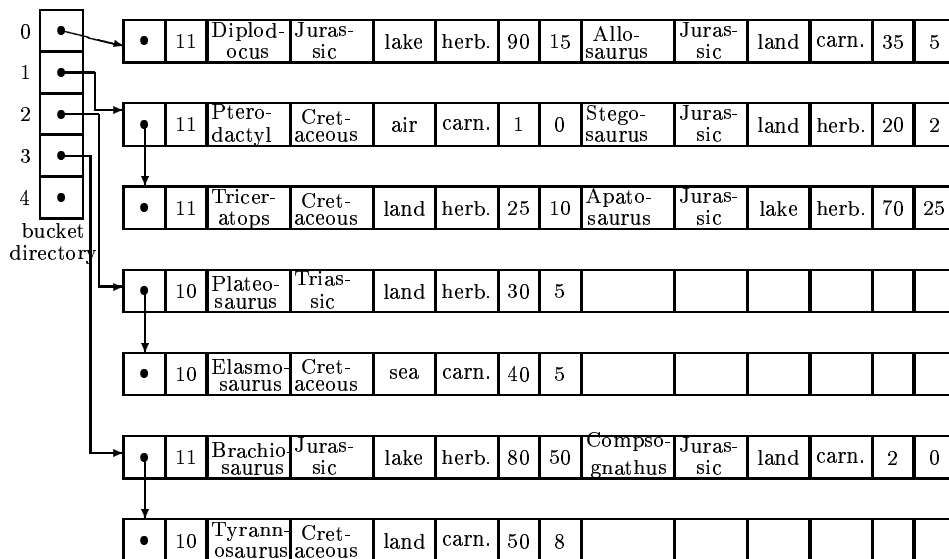 0
11 Diplod- ocus Juras- sic lake herb. 90 15 Allo- saurus Juras- sic land carn. 35 5
1
2
11 Ptero- dactyl Cret- aceous air carn. 1 0 Stego- saurus Juras- sic land herb. 20 2
3
4
11 Tricer- atops Cret- aceous land herb. 25 10 Apato- saurus Juras- sic lake herb. 70 25
bucket
directory
10 Plateo- saurus Trias- sic land herb. 30 5
10 Elasmo- saurus Cret- aceous sea carn. 40 5
11 Brachio- saurus Juras- sic lake herb. 80 50 Compso- gnathus Juras- sic land carn. 2 0
10 Tyrann- osaurus Cret- aceous land carn. 50 8